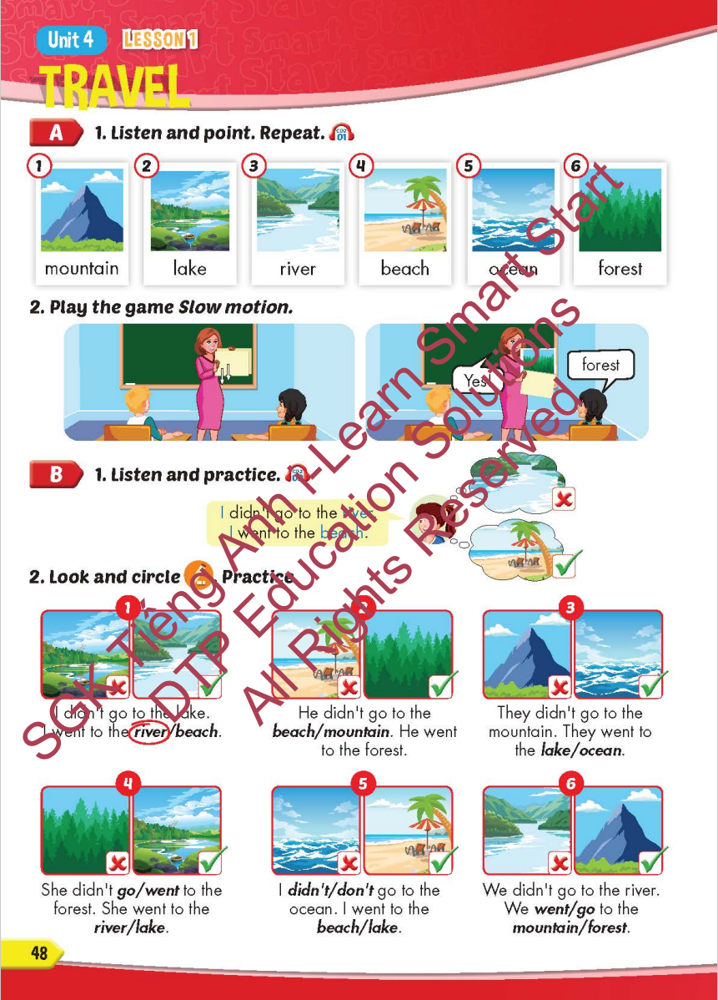 Unit 4 LESSON 1
TRAVEL
A 1. Listen and point. Repeat. CD2 01
1 2 3 4 5 6
mountain lake river beach ocean forest
2. Play the game Slow motion.
Yes!
forest
B 1. Listen and practice. CD2
I didn't go to the river.
I went to the beach.
2. Look and circle. Practice.
1
I didn't go to the lake.
I went to the river/beach.
2
He didn't go to the
beach/mountain. He went
to the forest.
3
They didn't go to the
mountain. They went to
the lake/ocean.
4
She didn't go/went to the
forest. She went to the
river/lake.
5
I didn't/don't go to the
ocean. I went to the
beach/lake.
6
We didn't go to the river.
We went/go to the
mountain/forest.
48
SGK Tiếng Anh i-Learn Smart Start
DTP Education Solutions
All Rights Reserved